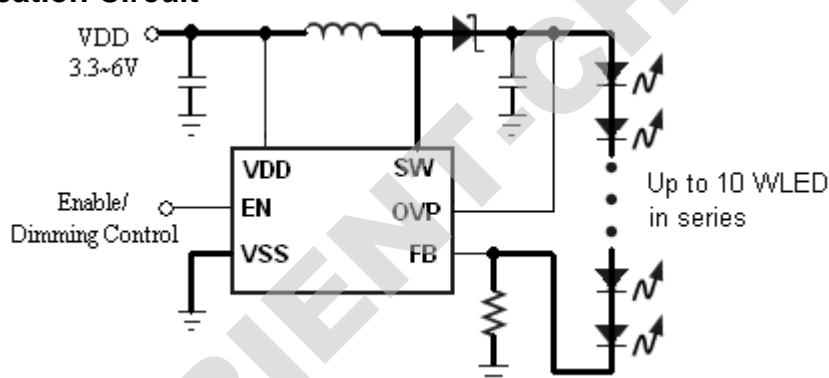 VDD
3.3~6V
VDD
SW
Enable/
Dimming Control
EN
OVP
VSS
FB
Up to 10 WLED
in series
Circuit